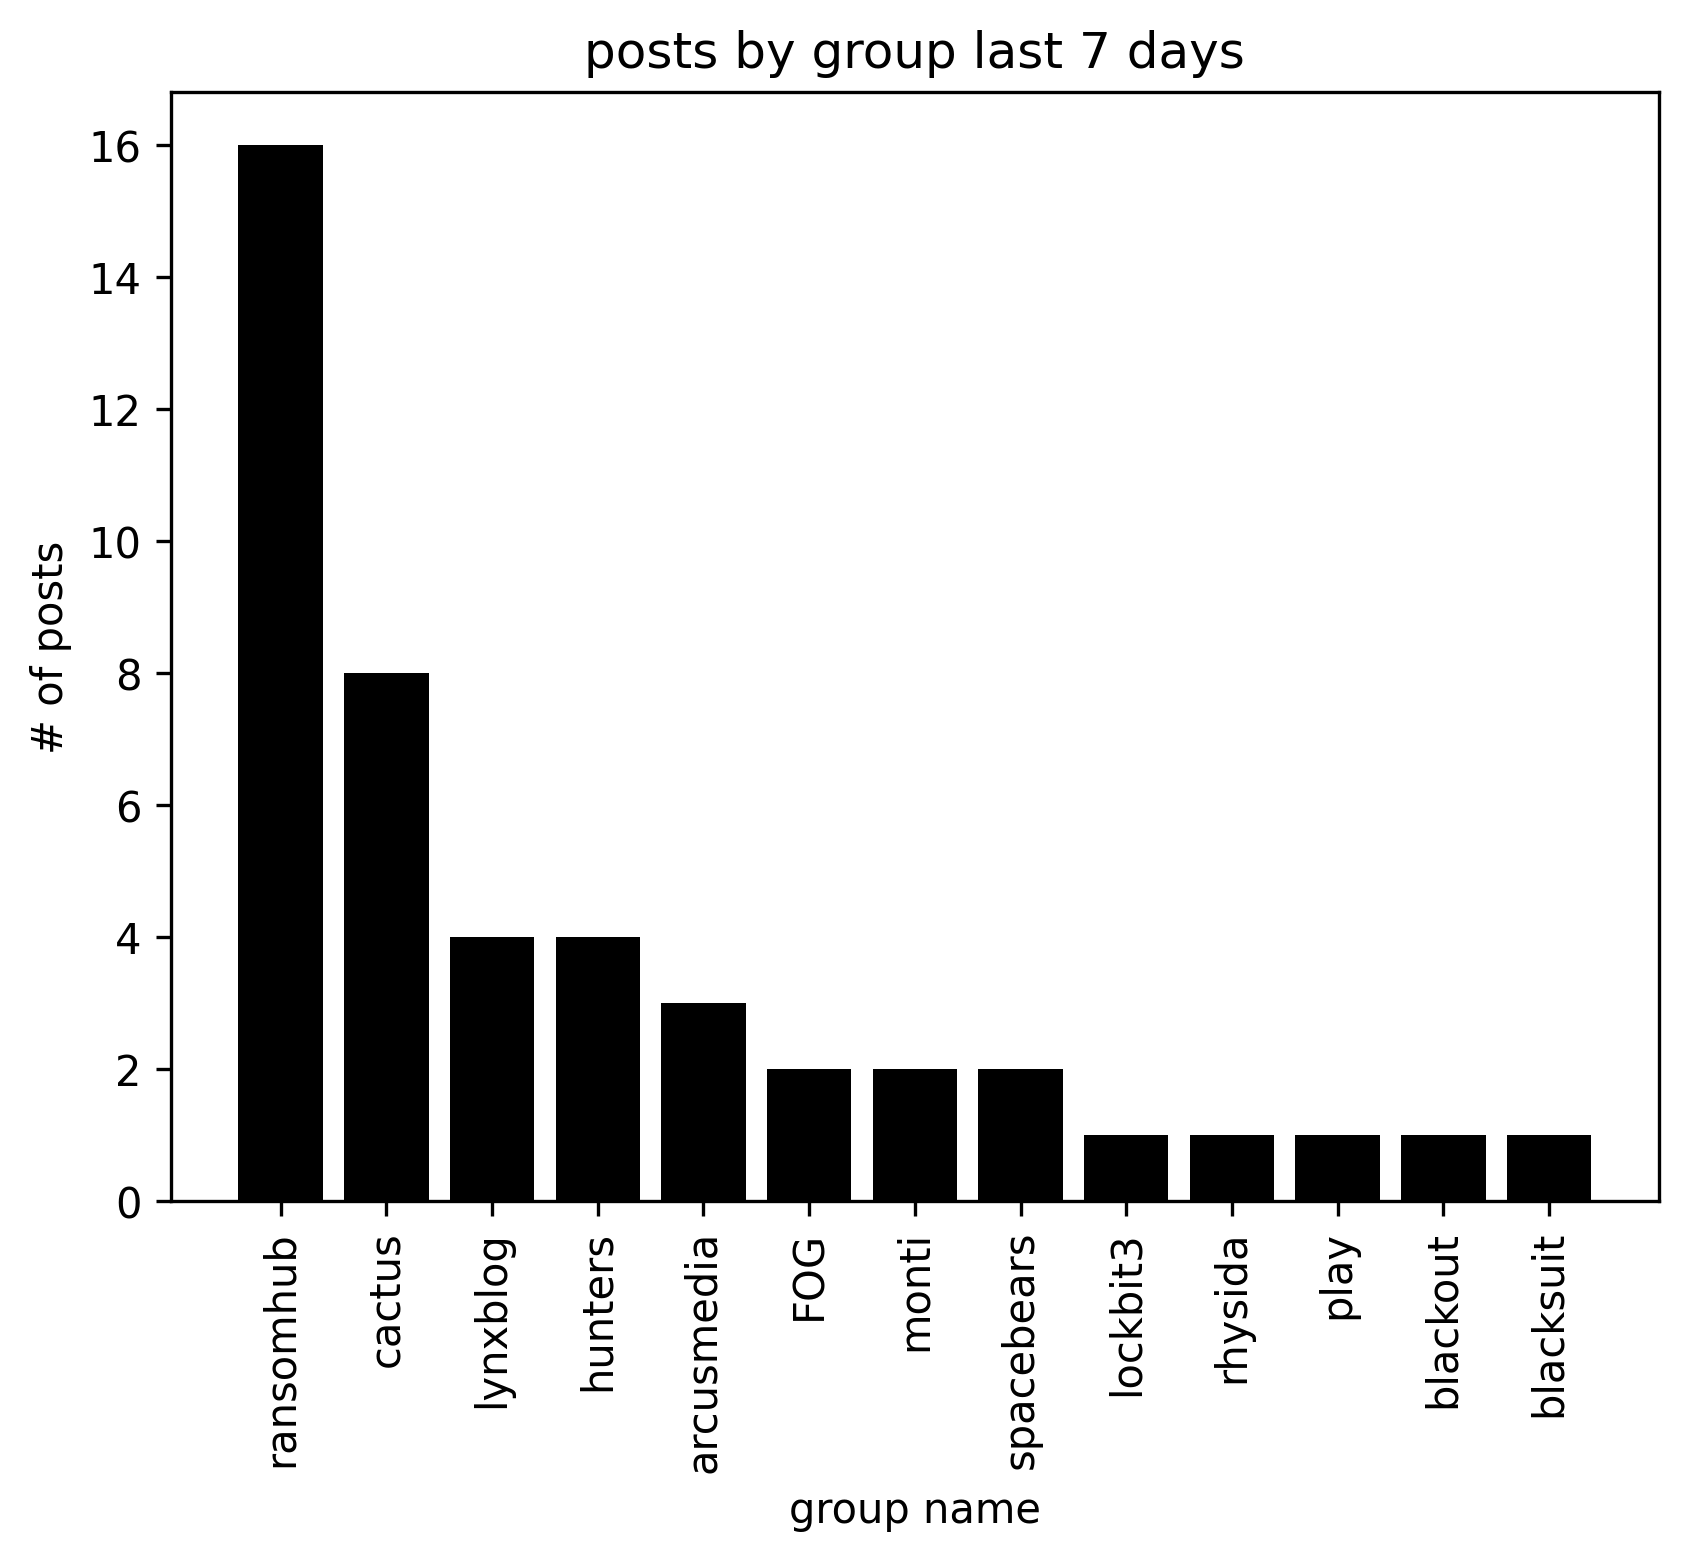 posts by group last 7 days
16
14
12
10
8
6
4
2
0
# of posts
ransomhub
cactus
lynxblog
hunters
arcusmedia
FOG
monti
spacebears
lockbit3
rhysida
play
blackout
blacksuit
group name